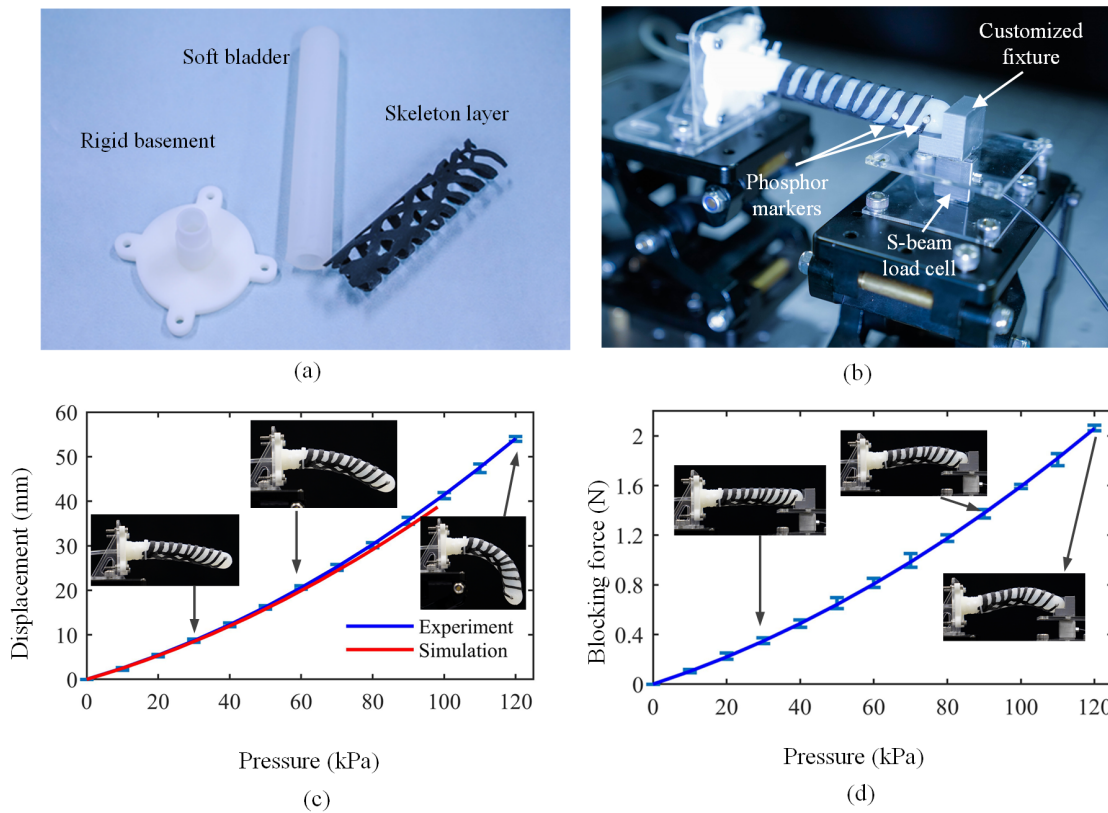 Soft bladder
Skeleton layer
Rigid basement
(a)
Customized
fixture
Phosphor
markers
S-beam
load cell
(b)
Displacement (mm)
60
50
40
30
20
10
0
Experiment
Simulation
0 20 40 60 80 100 120
Pressure (kPa)
(c)
Blocking force (N)
2
1.6
1.2
0.8
0.4
0
0 20 40 60 80 100 120
Pressure (kPa)
(d)